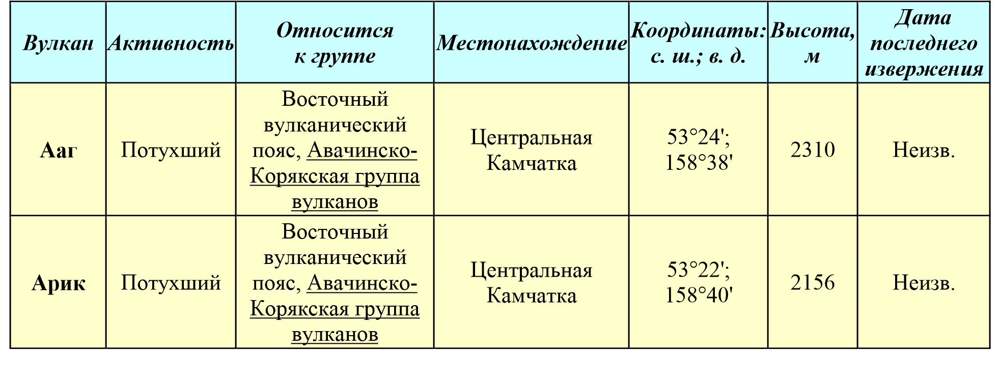 Вулкан
Активность
Относится
к группе
Местонахождение
Координаты:
с. ш.; в. д.
Высота,
м
Дата
последнего
извержения
Ааг
Потухший
Восточный
вулканический
пояс, Авачинско-
Корякская группа
вулканов
Центральная
Камчатка
53°24';
158°38'
2310
Неизв.
Арик
Потухший
Восточный
вулканический
пояс, Авачинско-
Корякская группа
вулканов
Центральная
Камчатка
53°22';
158°40'
2156
Неизв.